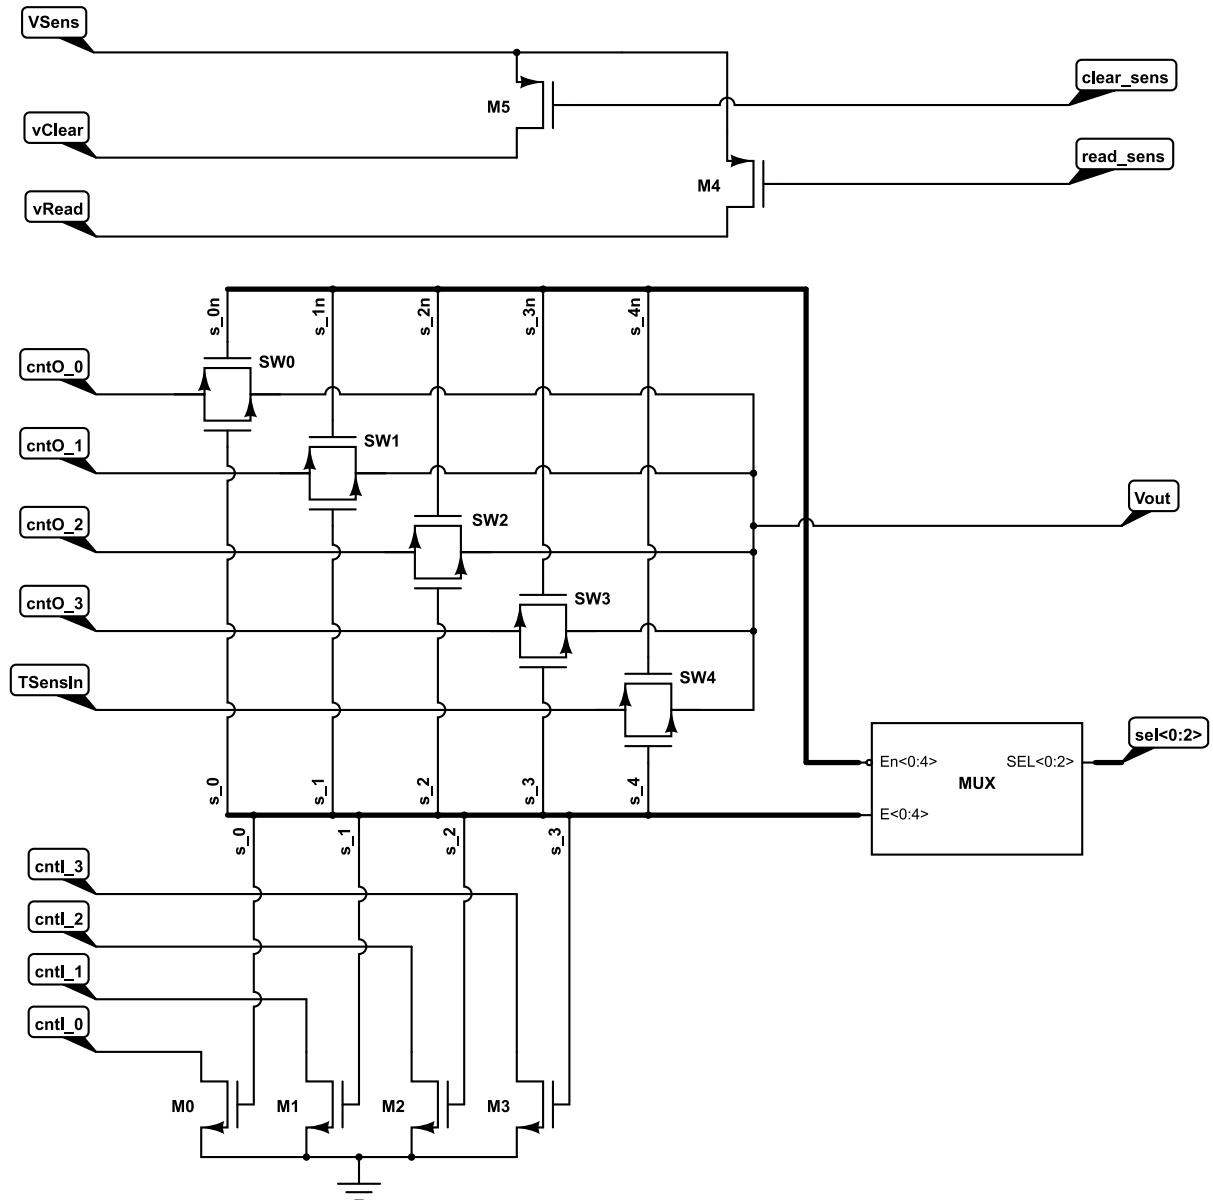 VSens
clear_sens
M5
vClear
read_sens
M4
vRead
s_0n
s_1n
s_2n
s_3n
s_4n
cntO_0
SW0
cntO_1
SW1
Vout
cntO_2
SW2
cntO_3
SW3
TSensIn
SW4
sel<0:2>
En<0:4>
SEL<0:2>
MUX
E<0:4>
s_0
s_1
s_2
s_3
s_4
s_0
s_1
s_2
s_3
cntI_3
cntI_2
cntI_1
cntI_0
M0
M1
M2
M3